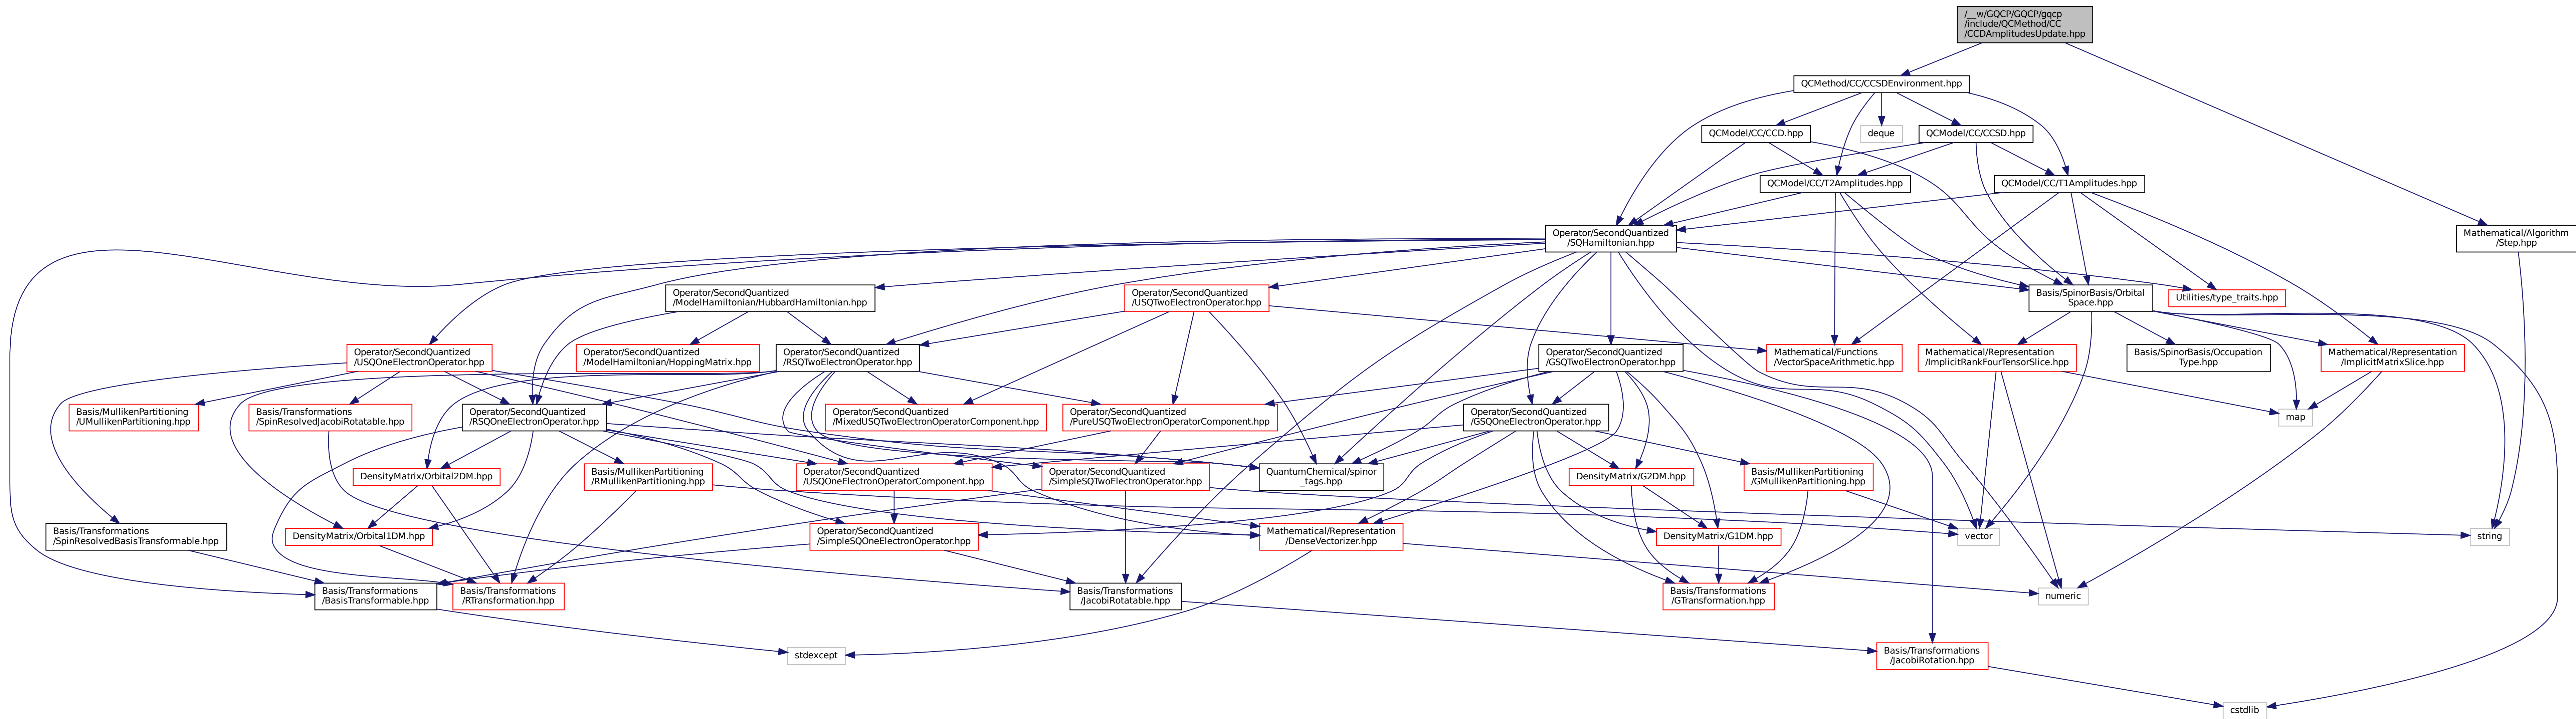 /__w/GQCP/GQCP/gqcp
/include/QCMethod/CC
/CCDAmplitudesUpdate.hpp
QCMethod/CC/CCSDEnvironment.hpp
QCModel/CC/CCD.hpp
deque
QCModel/CC/CCSD.hpp
QCModel/CC/T2Amplitudes.hpp
QCModel/CC/T1Amplitudes.hpp
Operator/SecondQuantized
/SQHamiltonian.hpp
Mathematical/Algorithm
/Step.hpp
Operator/SecondQuantized
/ModelHamiltonian/HubbardHamiltonian.hpp
Operator/SecondQuantized
/USQTwoElectronOperator.hpp
Basis/SpinorBasis/Orbital
Space.hpp
Utilities/type_traits.hpp
Operator/SecondQuantized
/USQOneElectronOperator.hpp
Operator/SecondQuantized
/ModelHamiltonian/HoppingMatrix.hpp
Operator/SecondQuantized
/RSQTwoElectronOperator.hpp
Operator/SecondQuantized
/GSQTwoElectronOperator.hpp
Mathematical/Functions
/VectorSpaceArithmetic.hpp
Mathematical/Representation
/ImplicitRankFourTensorSlice.hpp
Basis/SpinorBasis/Occupation
Type.hpp
Mathematical/Representation
/ImplicitMatrixSlice.hpp
Basis/MullikenPartitioning
/UMullikenPartitioning.hpp
Basis/Transformations
/SpinResolvedJacobiRotatable.hpp
Operator/SecondQuantized
/RSQOneElectronOperator.hpp
Operator/SecondQuantized
/MixedUSQTwoElectronOperatorComponent.hpp
Operator/SecondQuantized
/PureUSQTwoElectronOperatorComponent.hpp
Operator/SecondQuantized
/GSQOneElectronOperator.hpp
map
DensityMatrix/Orbital2DM.hpp
Basis/MullikenPartitioning
/RMullikenPartitioning.hpp
Operator/SecondQuantized
/USQOneElectronOperatorComponent.hpp
Operator/SecondQuantized
/SimpleSQTwoElectronOperator.hpp
QuantumChemical/spinor
_tags.hpp
DensityMatrix/G2DM.hpp
Basis/MullikenPartitioning
/GMullikenPartitioning.hpp
Basis/Transformations
/SpinResolvedBasisTransformable.hpp
DensityMatrix/Orbital1DM.hpp
Operator/SecondQuantized
/SimpleSQOneElectronOperator.hpp
Mathematical/Representation
/DenseVectorizer.hpp
DensityMatrix/G1DM.hpp
vector
string
Basis/Transformations
/BasisTransformable.hpp
Basis/Transformations
/RTransformation.hpp
Basis/Transformations
/JacobiRotatable.hpp
Basis/Transformations
/GTransformation.hpp
numeric
stdexcept
Basis/Transformations
/JacobiRotation.hpp
cstdlib